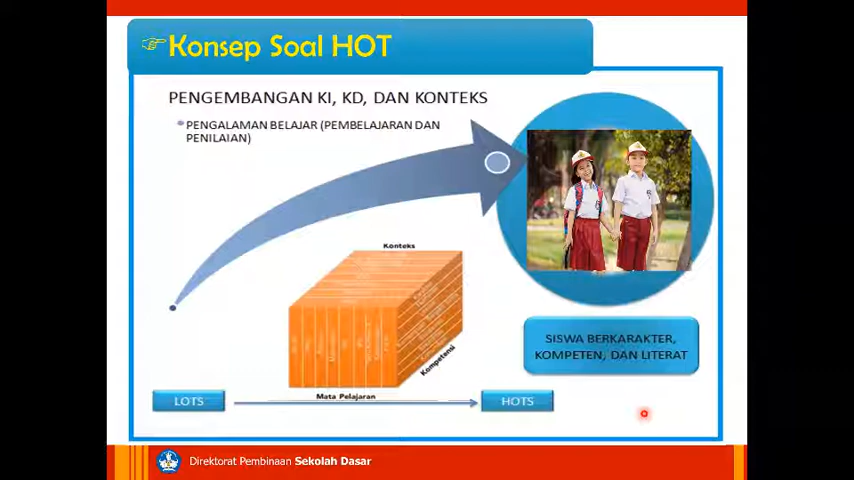 Konsep Soal HOT
PENGEMBANGAN KI, KD, DAN KONTEKS
PENGALAMAN BELAJAR (PEMBELAJARAN DAN
PENILAIAN)
Konteks
Kompetensi
Mata Pelajaran
SISWA BERKARAKTER,
KOMPETEN, DAN LITERAT
LOTS
HOTS
Direktorat Pembinaan Sekolah Dasar